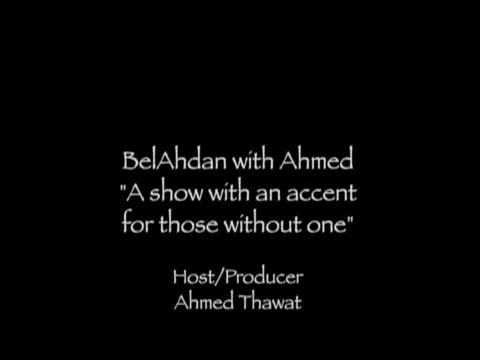 BelAhdan with Ahmed
"A show with an accent
for those without one"
Host/Producer
Ahmed Thawat